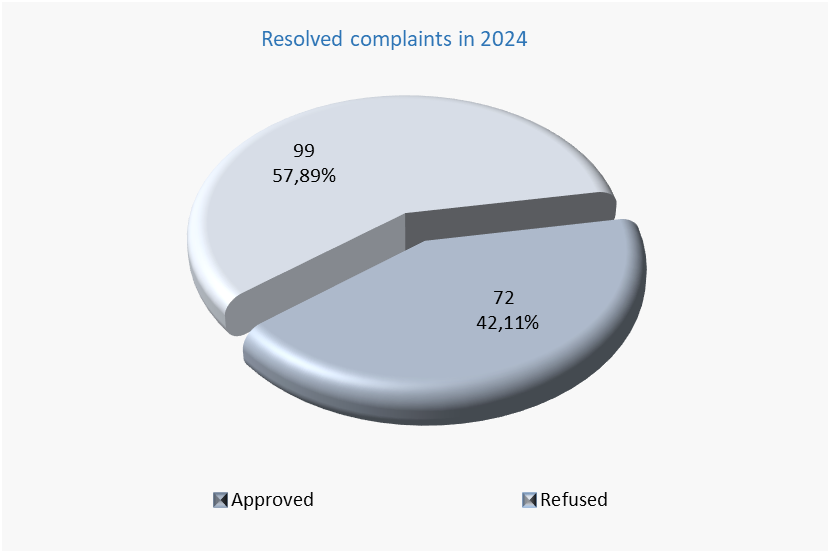 Resolved complaints in 2024
99
57,89%
72
42,11%
Approved
Refused